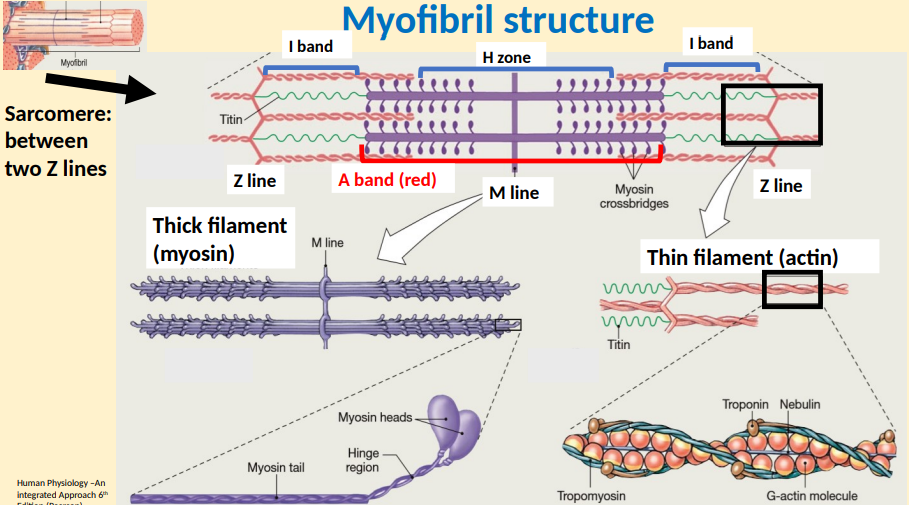 Myofibril structure
Myofibril
I band
H zone
I band
Sarcomere:
between
two Z lines
Titin
Z line
A band (red)
M line
Myosin
crossbridges
Z line
Thick filament
(myosin)
M line
Thin filament (actin)
Titin
Myosin heads
Hinge
region
Myosin tail
Troponin
Nebulin
Tropomyosin
G-actin molecule
Human Physiology –An
integrated Approach 6th
Edition (Pearson)